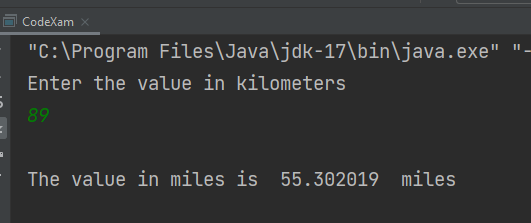 CodeXam
"C:\Program Files\Java\jdk-17\bin\java.exe" "-
Enter the value in kilometers
89
The value in miles is  55.302019  miles